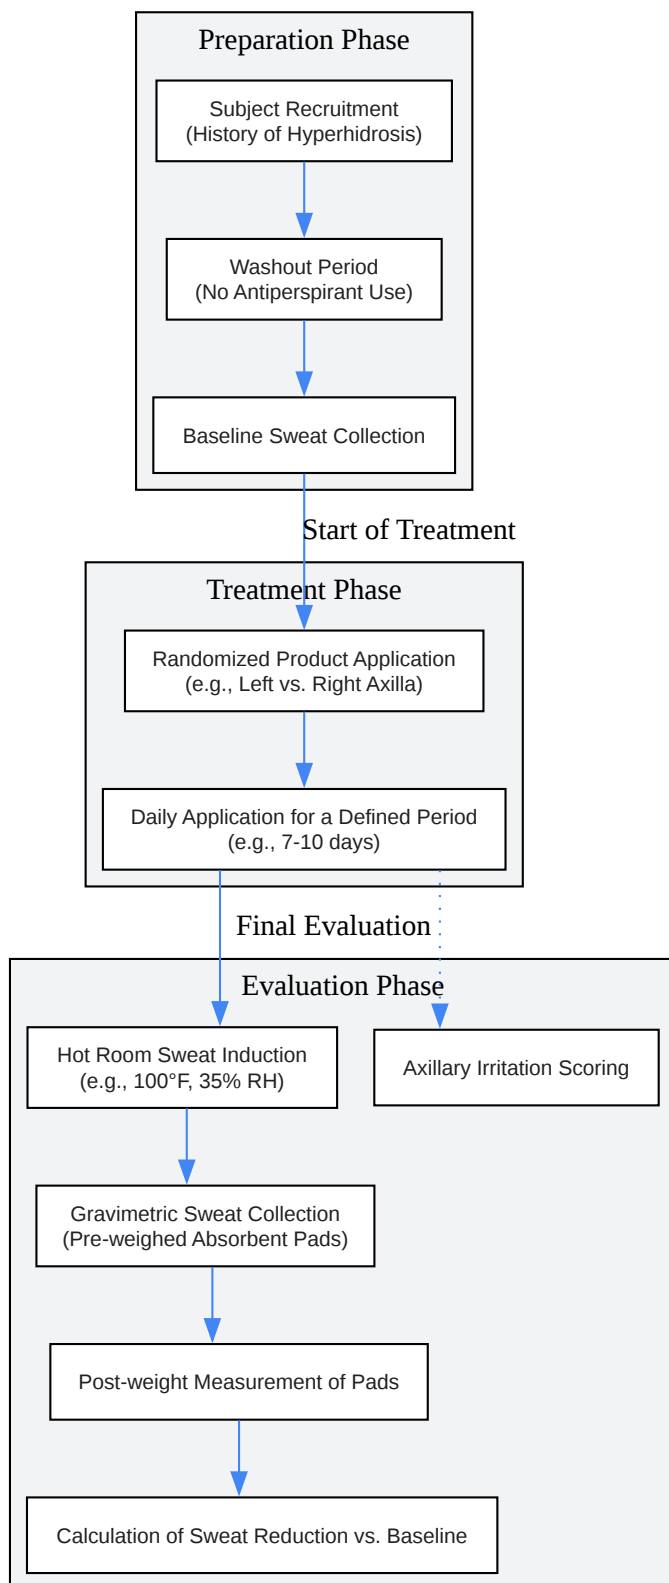 Preparation Phase
Subject Recruitment
(History of Hyperhidrosis)
Washout Period
(No Antiperspirant Use)
Baseline Sweat Collection
Start of Treatment
Treatment Phase
Randomized Product Application
(e.g., Left vs. Right Axilla)
Daily Application for a Defined Period
(e.g., 7-10 days)
Final Evaluation
Evaluation Phase
Hot Room Sweat Induction
(e.g., 100°F, 35% RH)
Axillary Irritation Scoring
Gravimetric Sweat Collection
(Pre-weighed Absorbent Pads)
Post-weight Measurement of Pads
Calculation of Sweat Reduction vs. Baseline